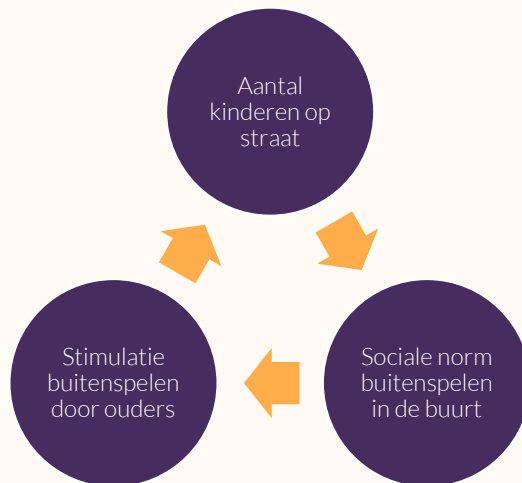 Aantal
kinderen op
straat
Stimulatie
buitenspelen
door ouders
Sociale norm
buitenspelen
in de buurt